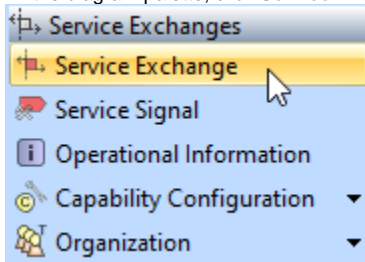 Service Exchanges
Service Exchange
Service Signal
i Operational Information
© Capability Configuration
Organization